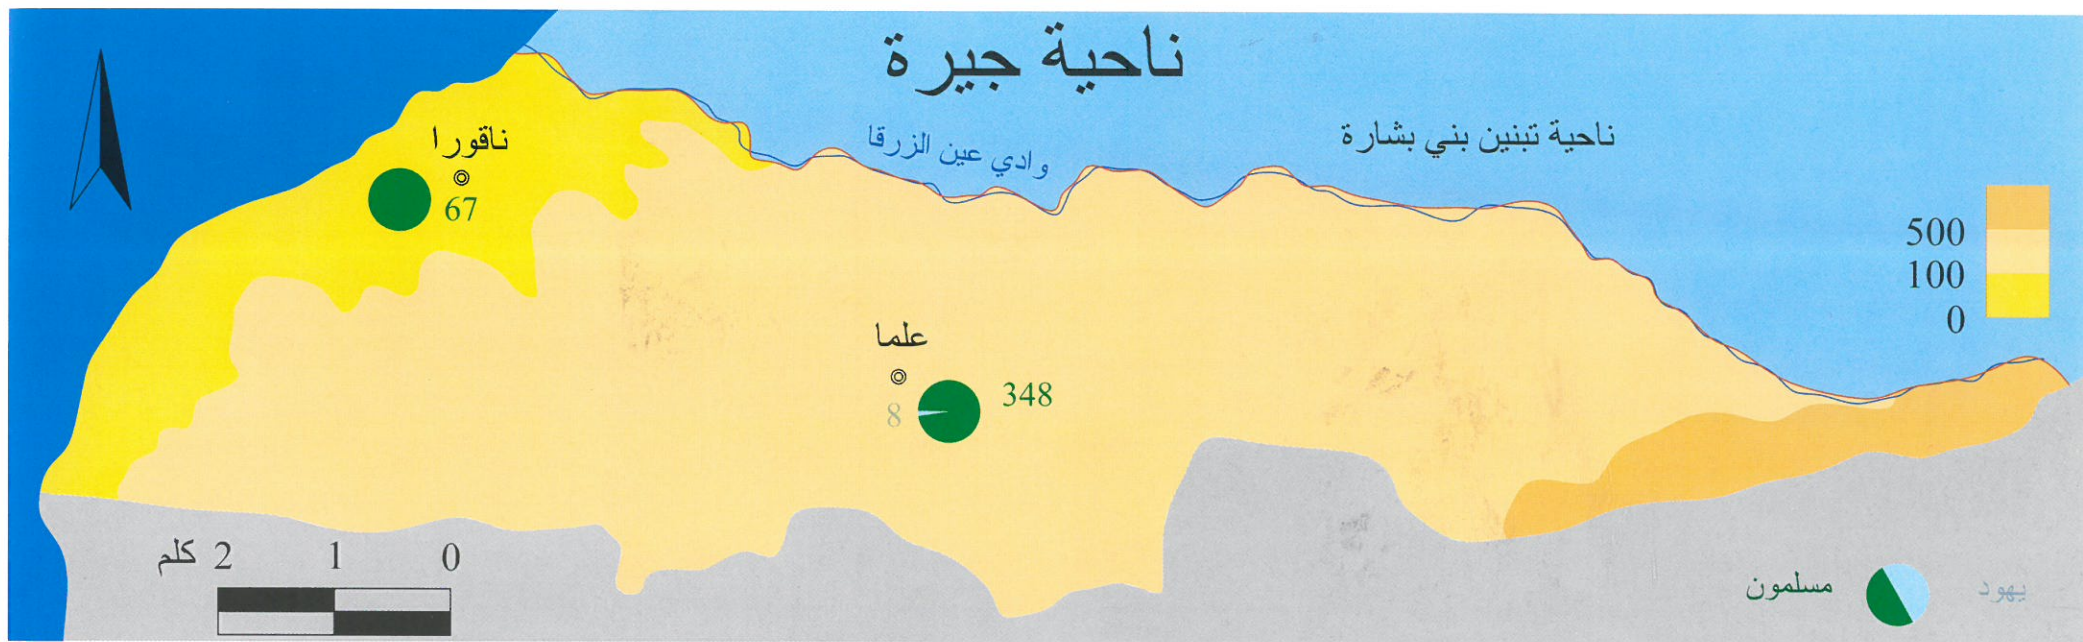 ناحية جيرة
ناحية تبنين بني بشارة
وادي عين الزرقا
ناقورا
67
500
100
0
علما
348
8
كلم 2 1 0
مسلمون
يهود